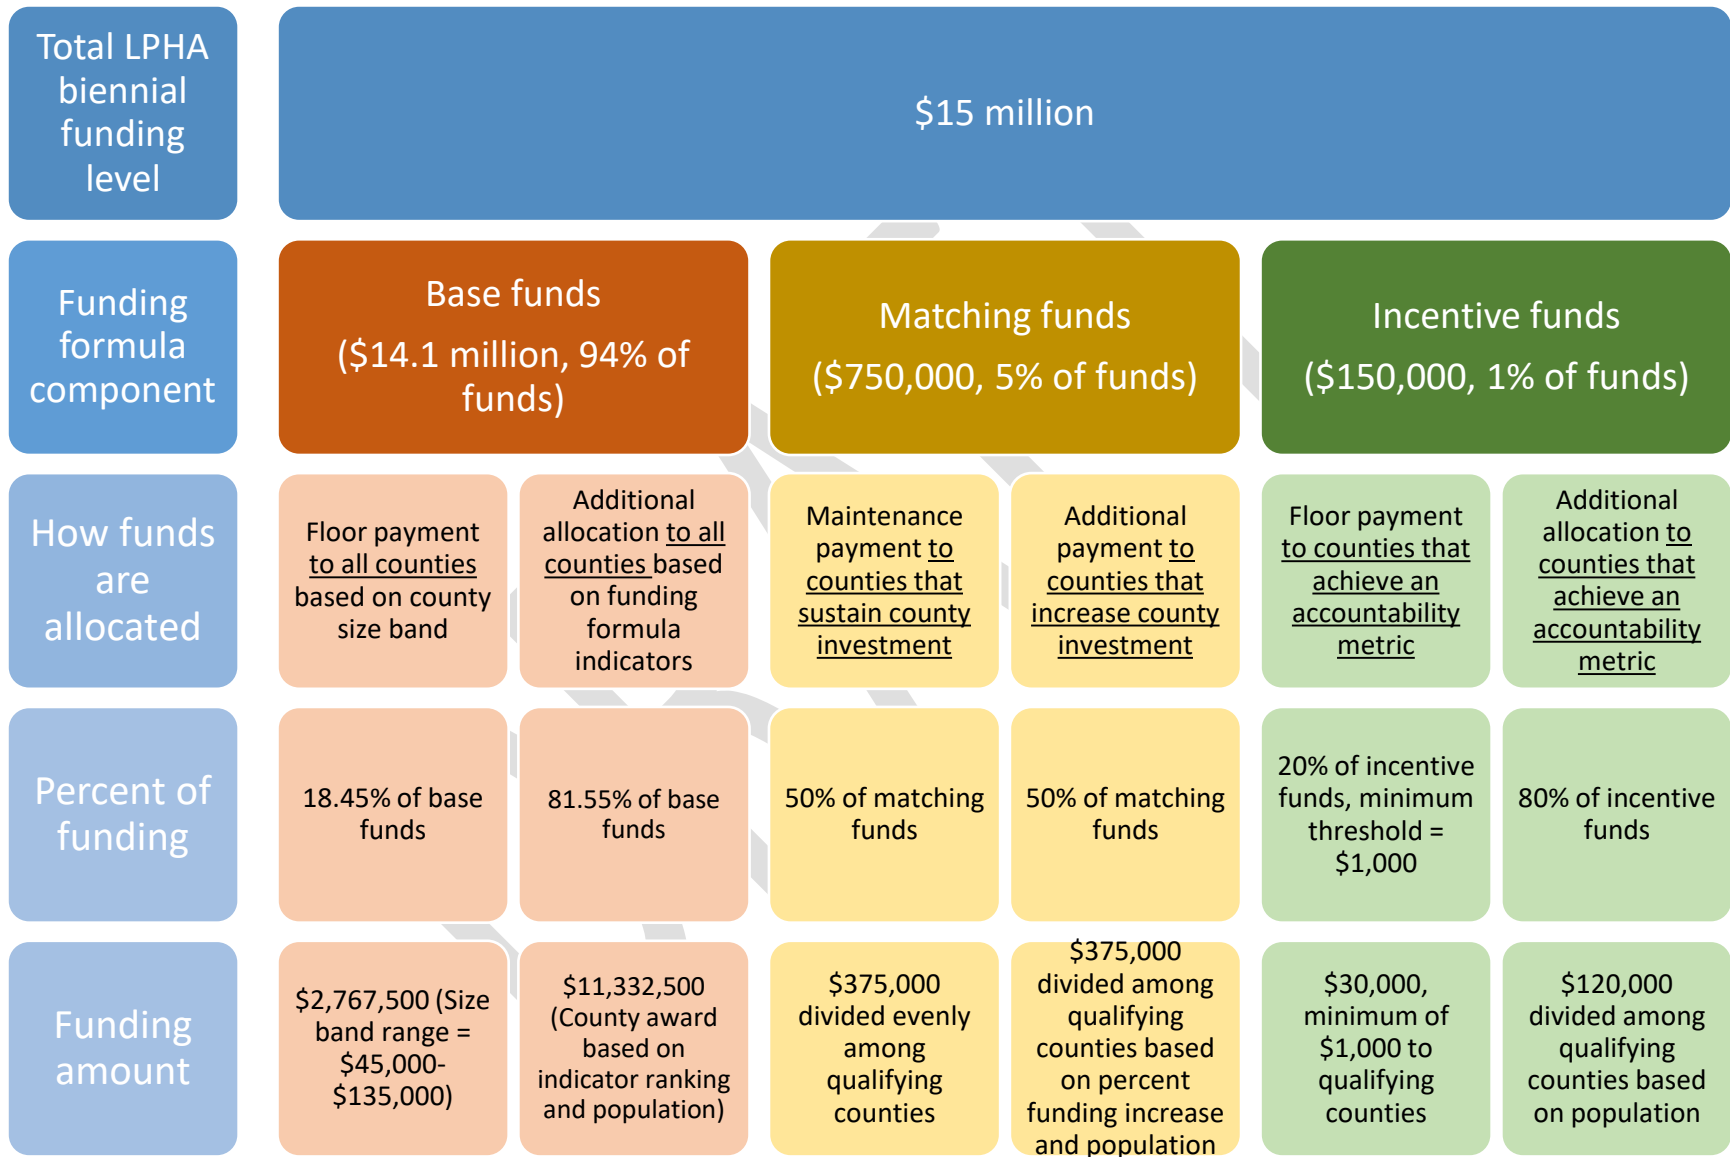 Total LPHA
biennial
funding
level
$15 million
Funding
formula
component
Base funds
($14.1 million, 94% of
funds)
Matching funds
($750,000, 5% of funds)
Incentive funds
($150,000, 1% of funds)
How funds
are
allocated
Floor payment
to all counties
based on county
size band
Additional
allocation to all
counties based
on funding
formula
indicators
Maintenance
payment to
counties that
sustain county
investment
Additional
payment to
counties that
increase county
investment
Floor payment
to counties that
achieve an
accountability
metric
Additional
allocation to
counties that
achieve an
accountability
metric
Percent of
funding
18.45% of base
funds
81.55% of base
funds
50% of matching
funds
50% of matching
funds
20% of incentive
funds, minimum
threshold =
$1,000
80% of incentive
funds
Funding
amount
$2,767,500 (Size
band range =
$45,000-
$135,000)
$11,332,500
(County award
based on
indicator ranking
and population)
$375,000
divided evenly
among
qualifying
counties
$375,000
divided among
qualifying
counties based
on percent
funding increase
and population
$30,000,
minimum of
$1,000 to
qualifying
counties
$120,000
divided among
qualifying
counties based
on population